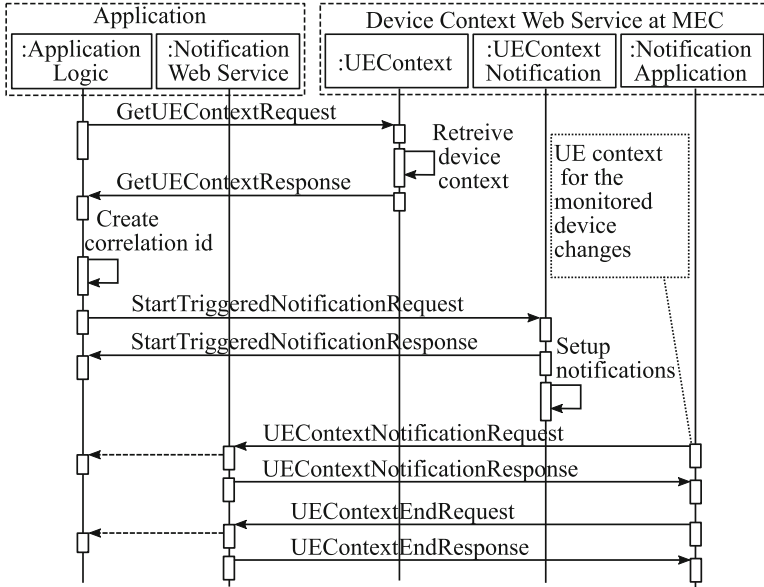 Application
Device Context Web Service at MEC
:Application
Logic
:Notification
Web Service
:UEContext
:UEContext
Notification
:Notification
Application
GetUEContextRequest
Retreive
device
context
UE context
for the
monitored
device
changes
GetUEContextResponse
Create
correlation id
StartTriggeredNotificationRequest
StartTriggeredNotificationResponse
Setup
notifications
UEContextNotificationRequest
UEContextNotificationResponse
UEContextEndRequest
UEContextEndResponse